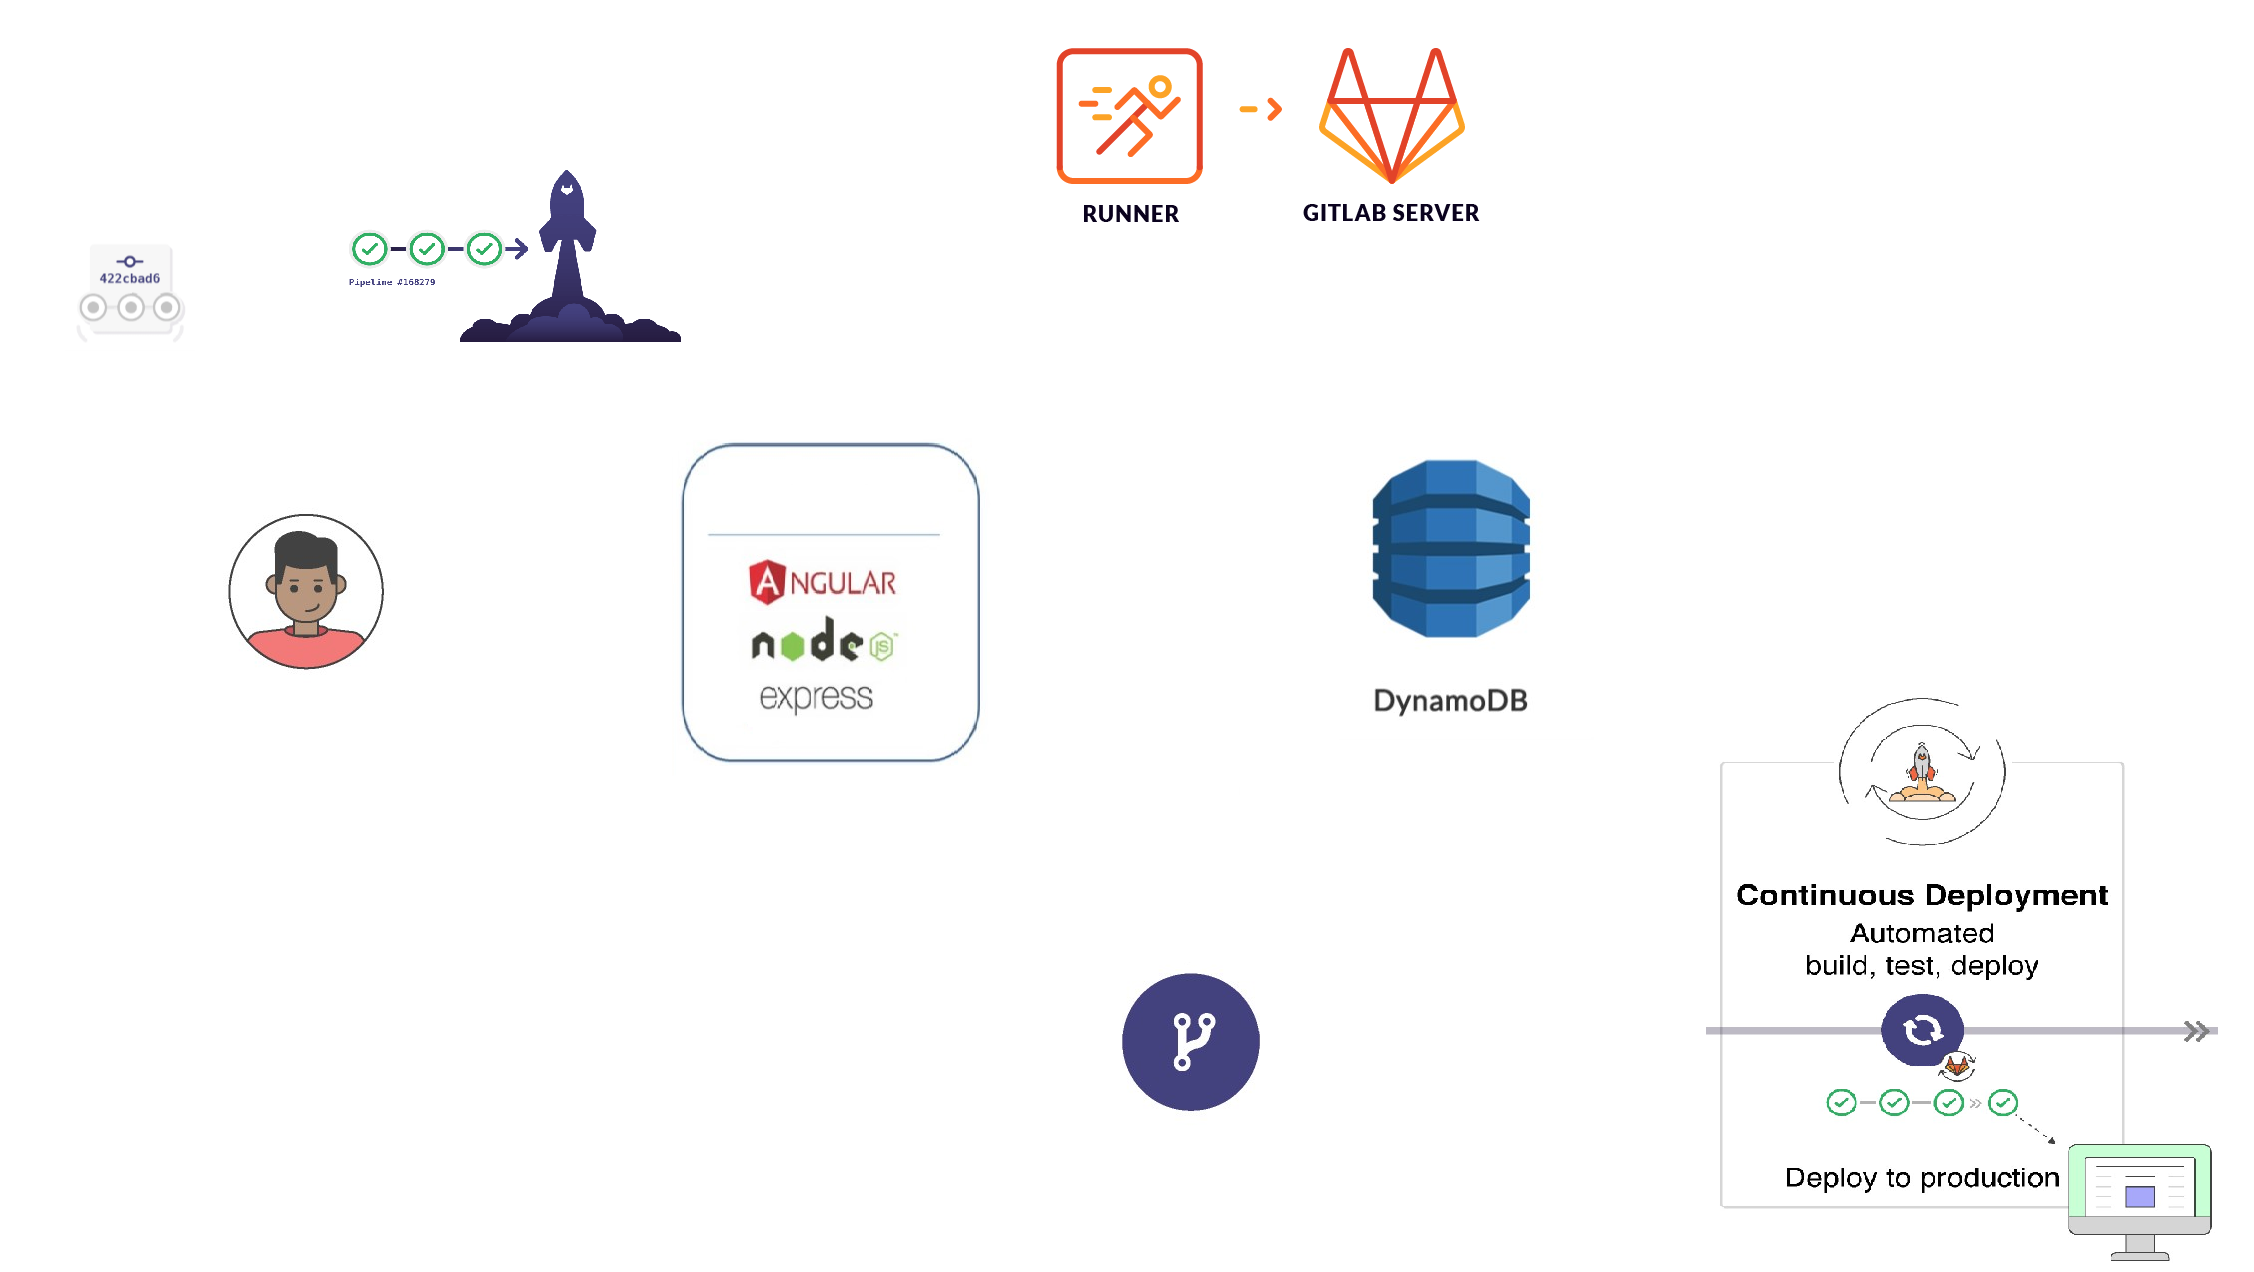 RUNNER
GITLAB SERVER
422cbad6
Pipeline #168279
ANGULAR
node JS™
express
DynamoDB
Continuous Deployment
Automated
build, test, deploy
Deploy to production